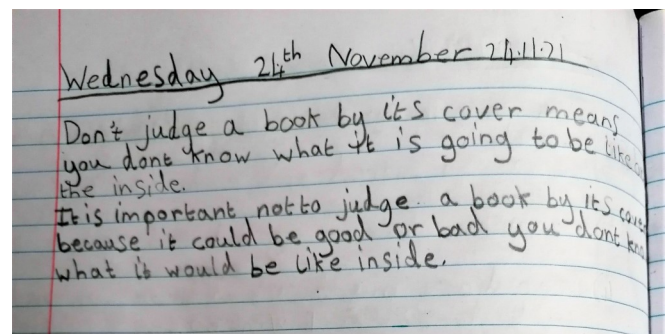 Wednesday 24th November 24.11.21
Don't judge a book by its cover means
you dont know what it is going to be like on
the inside.
It is important not to judge a book by its cover
because it could be good or bad you dont know
what it would be like inside.